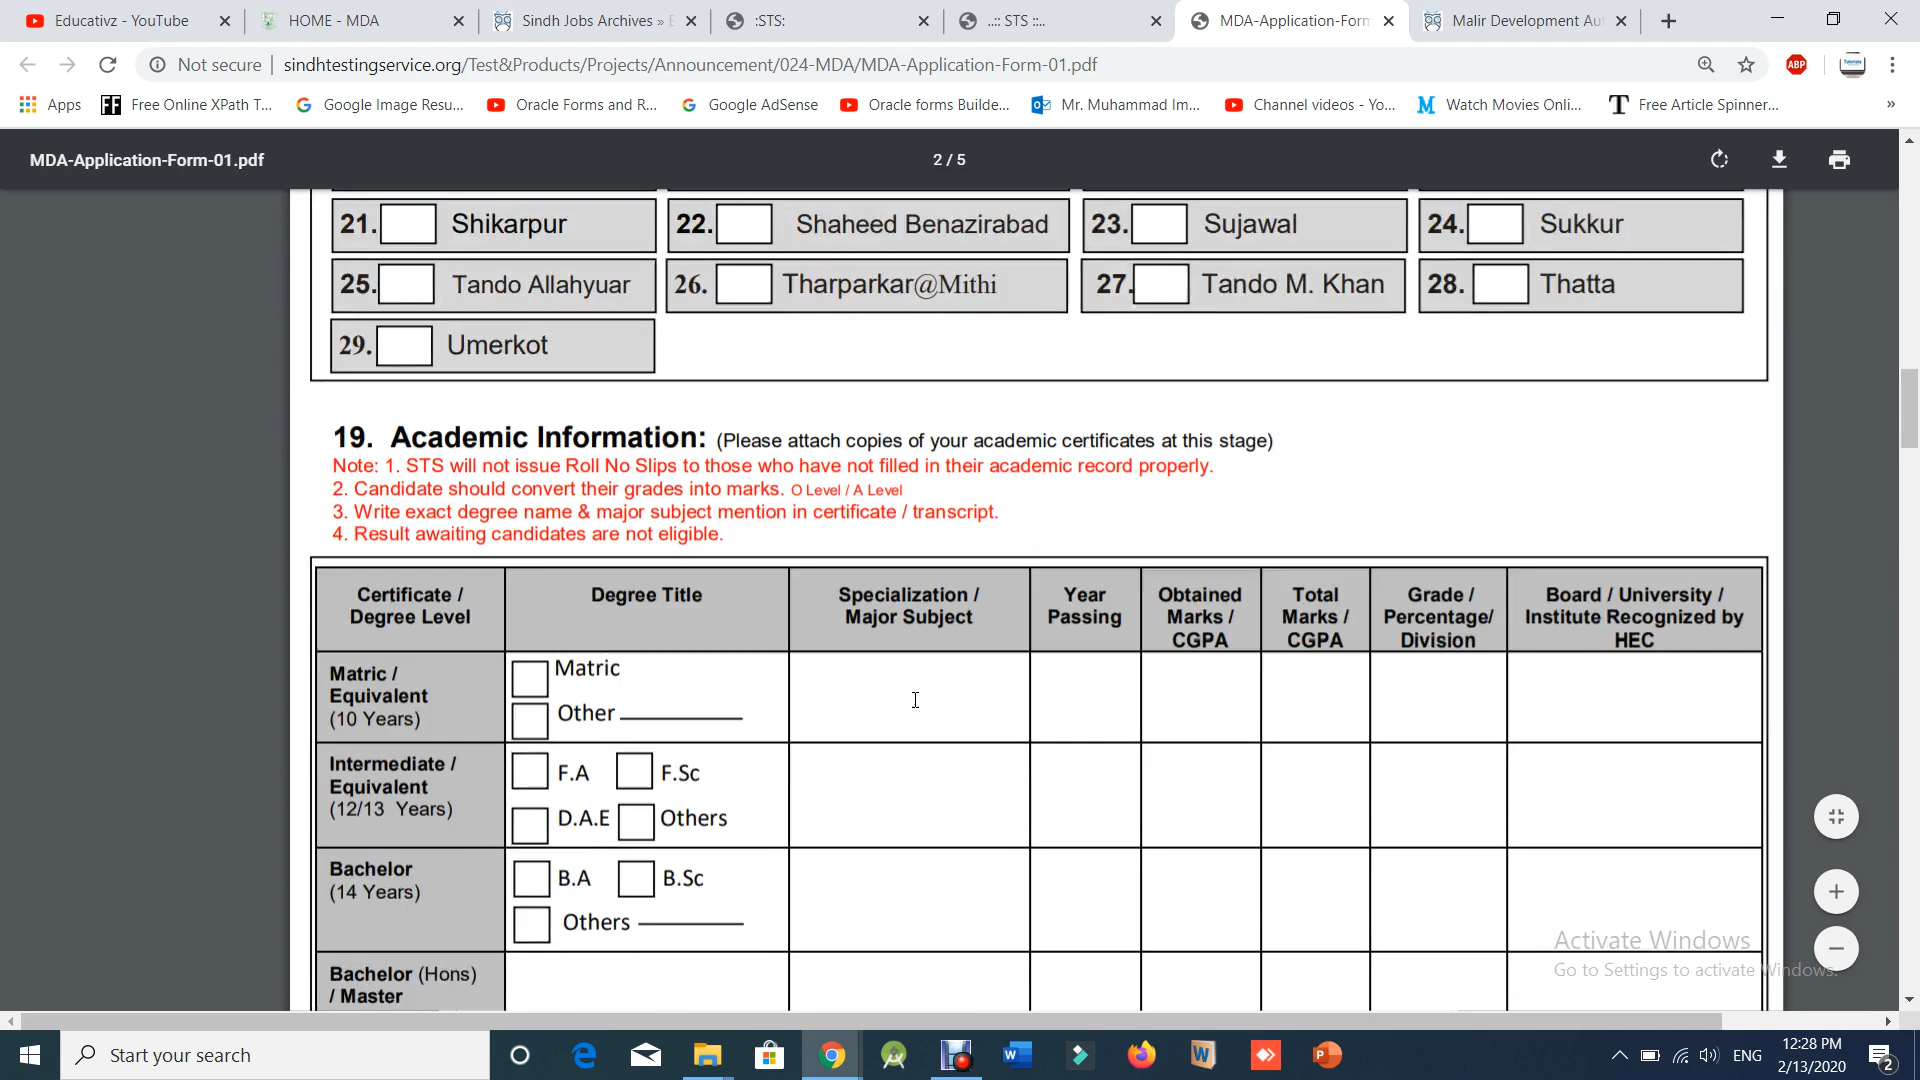 Educativz - YouTube
HOME - MDA
Sindh Jobs Archives »
:STS:
..:: STS ::..
MDA-Application-Form
Malir Development Aut
Not secure | sindhtestingservice.org/Test&Products/Projects/Announcement/024-MDA/MDA-Application-Form-01.pdf
ABP
Apps
Free Online XPath T...
Google Image Resu...
Oracle Forms and R...
Google AdSense
Oracle forms Builde...
Mr. Muhammad Im...
Channel videos - Yo...
Watch Movies Onli...
Free Article Spinner...
»
MDA-Application-Form-01.pdf
2 / 5
21. Shikarpur
22. Shaheed Benazirabad
23. Sujawal
24. Sukkur
25. Tando Allahyuar
26. Tharparkar@Mithi
27. Tando M. Khan
28. Thatta
29. Umerkot
19. Academic Information: (Please attach copies of your academic certificates at this stage)
Note: 1. STS will not issue Roll No Slips to those who have not filled in their academic record properly.
2. Candidate should convert their grades into marks. O Level / A Level
3. Write exact degree name & major subject mention in certificate / transcript.
4. Result awaiting candidates are not eligible.
Certificate /
Degree Level
Degree Title
Specialization /
Major Subject
Year
Passing
Obtained
Marks /
CGPA
Total
Marks /
CGPA
Grade /
Percentage/
Division
Board / University /
Institute Recognized by
HEC
Matric /
Equivalent
(10 Years)
Matric
Other
Intermediate /
Equivalent
(12/13 Years)
F.A
F.Sc
D.A.E
Others
Bachelor
(14 Years)
B.A
B.Sc
Others
Bachelor (Hons)
/ Master
Activate Windows
Go to Settings to activate Windows.
Start your search
ENG
12:28 PM
2/13/2020
2